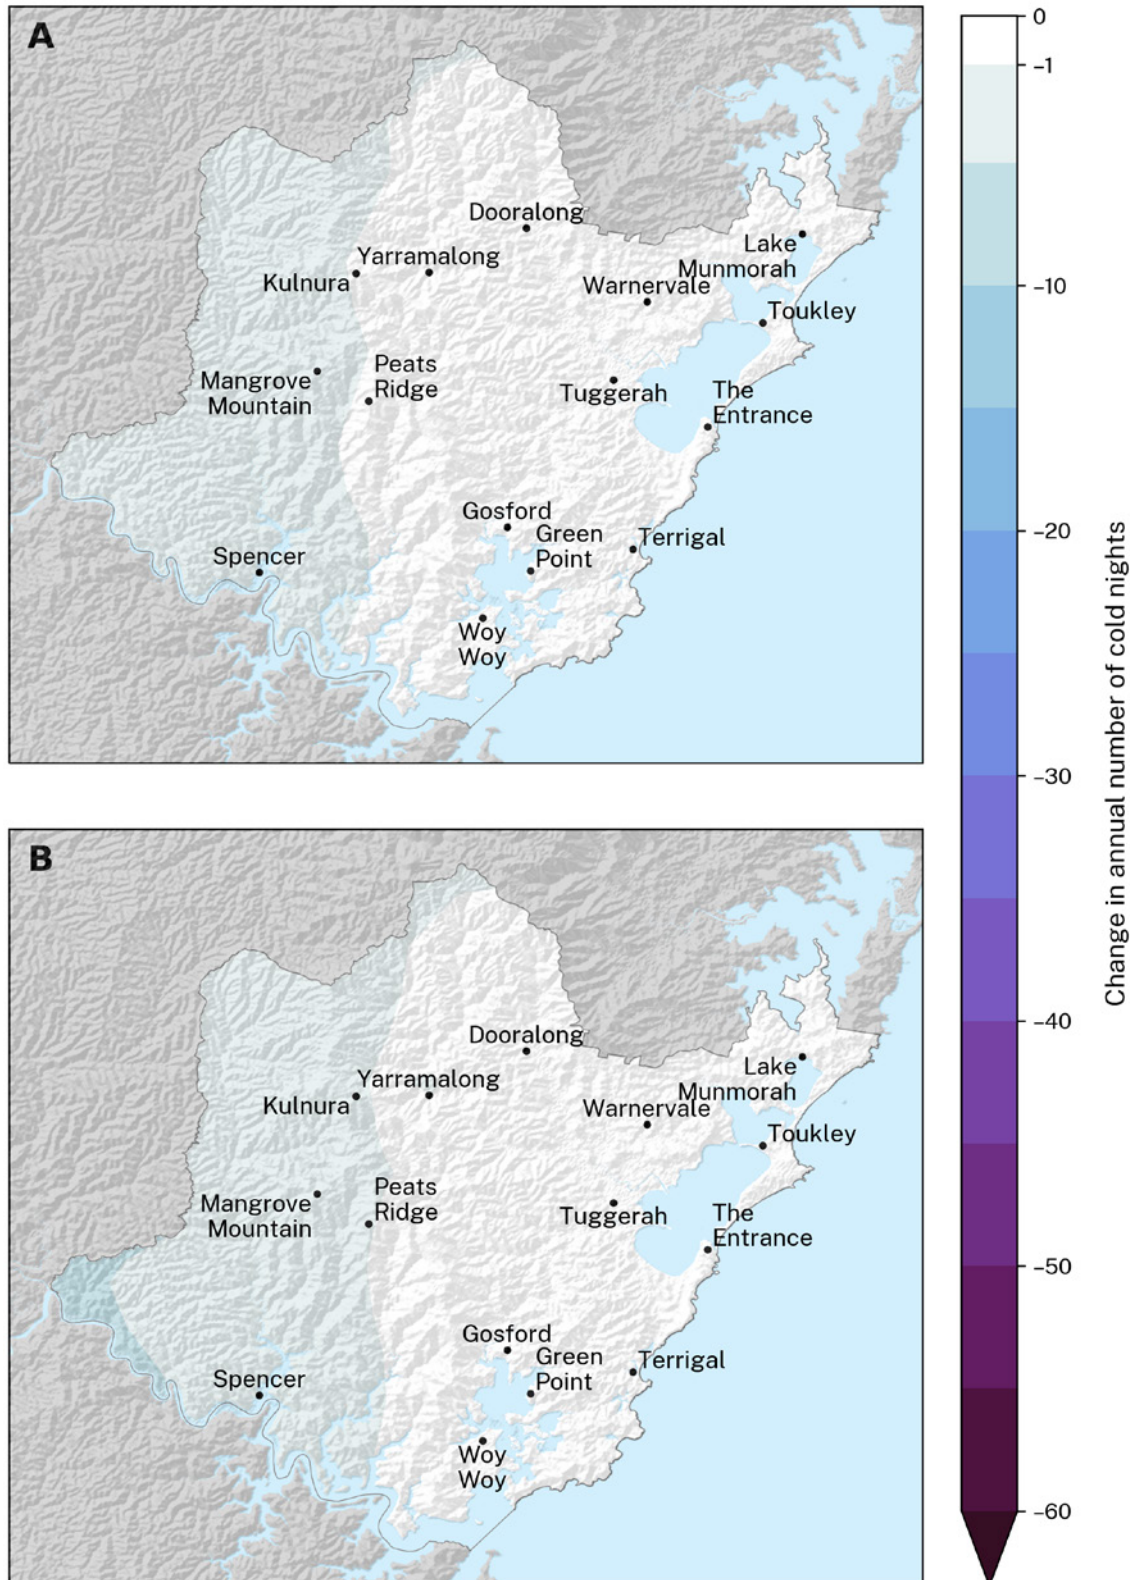 A
Dooralong
Yarramalong
Kulnura
Lake
Munmorah
Warnervale
Toukley
Peats
Ridge
Mangrove
Mountain
Tuggerah
The
Entrance
Gosford
Green
Point
Terrigal
Spencer
Woy
Woy
B
Dooralong
Yarramalong
Kulnura
Lake
Munmorah
Warnervale
Toukley
Peats
Ridge
Mangrove
Mountain
Tuggerah
The
Entrance
Gosford
Green
Point
Terrigal
Spencer
Woy
Woy
0
−1
−10
−20
−30
−40
−50
−60
Change in annual number of cold nights